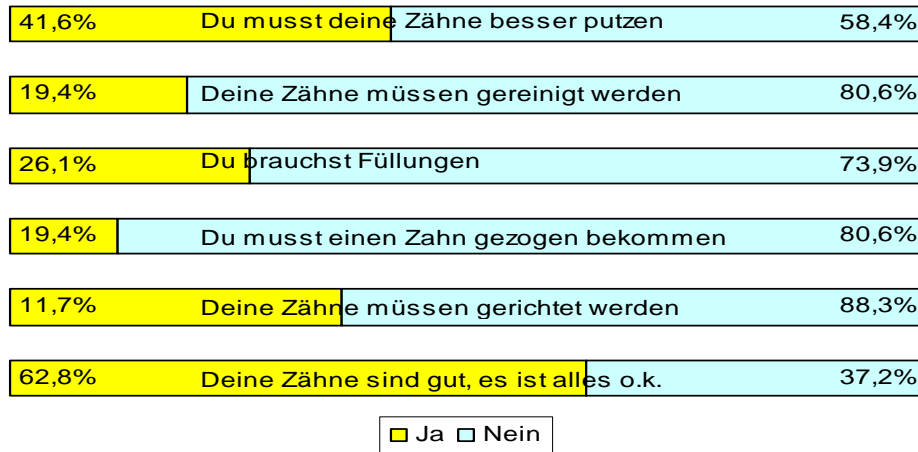 41,6% Du musst deine Zähne besser putzen 58,4%
19,4% Deine Zähne müssen gereinigt werden 80,6%
26,1% Du brauchst Füllungen 73,9%
19,4% Du musst einen Zahn gezogen bekommen 80,6%
11,7% Deine Zähne müssen gerichtet werden 88,3%
62,8% Deine Zähne sind gut, es ist alles o.k. 37,2%
Ja Nein